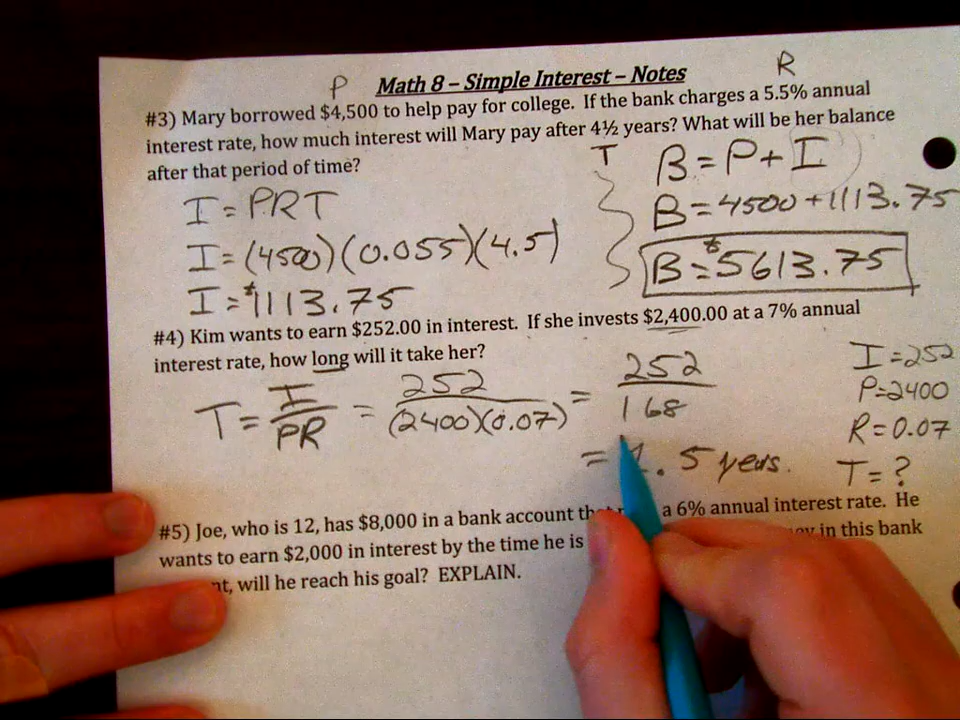 P
Math 8 – Simple Interest – Notes
R
#3) Mary borrowed $4,500 to help pay for college. If the bank charges a 5.5% annual
interest rate, how much interest will Mary pay after 4½ years? What will be her balance
after that period of time?
T
I = PRT
I = (4500)(0.055)(4.5)
I = $1113.75
B = P + I
B = 4500 + 1113.75
B = $5613.75
#4) Kim wants to earn $252.00 in interest. If she invests $2,400.00 at a 7% annual
interest rate, how long will it take her?
T = I/PR = 252/(2400)(0.07) = 252/168
= 1.5 years.
I = 252
P = 2400
R = 0.07
T = ?
#5) Joe, who is 12, has $8,000 in a bank account a 6% annual interest rate. He
wants to earn $2,000 in interest by the time he is in this bank
will he reach his goal? EXPLAIN.